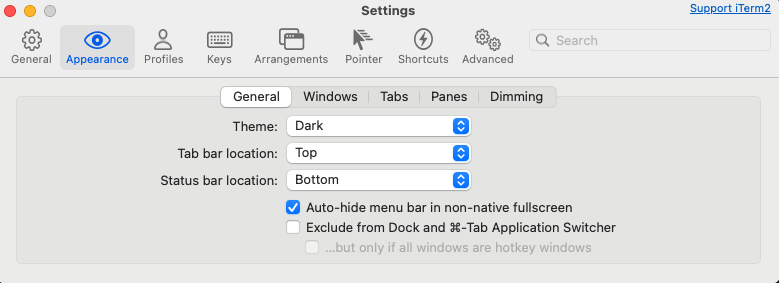 Settings
Support iTerm2
General Appearance Profiles Keys Arrangements Pointer Shortcuts Advanced
Search
General Windows Tabs Panes Dimming
Theme: Dark
Tab bar location: Top
Status bar location: Bottom
Auto-hide menu bar in non-native fullscreen
Exclude from Dock and ⌘-Tab Application Switcher
...but only if all windows are hotkey windows